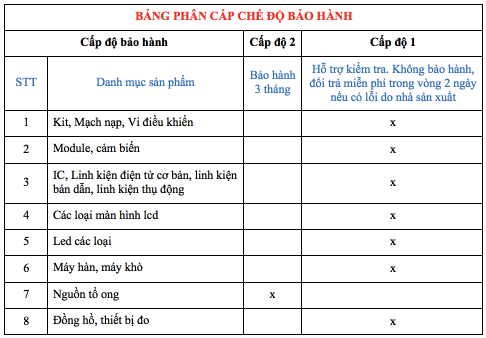 BẢNG PHÂN CẤP CHẾ ĐỘ BẢO HÀNH
Cấp độ bảo hành Cấp độ 2 Cấp độ 1
STT Danh mục sản phẩm Bảo hành 3 tháng Hỗ trợ kiểm tra. Không bảo hành, đổi trả miễn phí trong vòng 2 ngày nếu có lỗi do nhà sản xuất
1 Kit, Mạch nạp, Vi điều khiển x
2 Module, cảm biến x
3 IC, Linh kiện điện tử cơ bản, linh kiện bán dẫn, linh kiện thụ động x
4 Các loại màn hình lcd x
5 Led các loại x
6 Máy hàn, máy khò x
7 Nguồn tổ ong x
8 Đồng hồ, thiết bị đo x